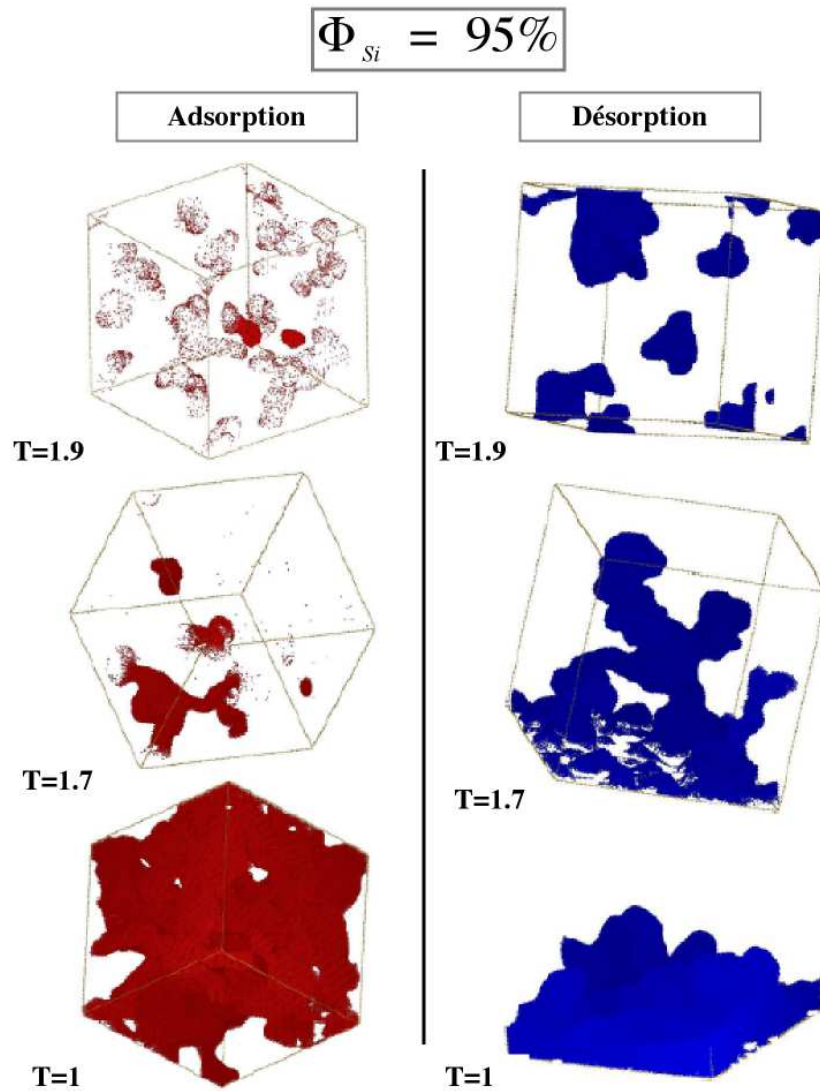 Φ_Si = 95%
Adsorption
Désorption
T=1.9
T=1.9
T=1.7
T=1.7
T=1
T=1